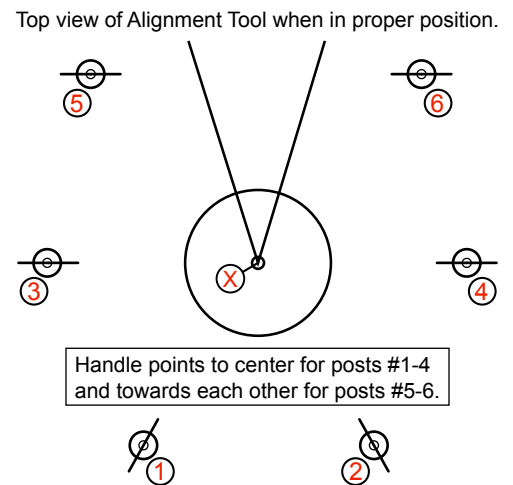 Top view of Alignment Tool when in proper position.
5
6
X
3
4
Handle points to center for posts #1-4
and towards each other for posts #5-6.
1
2